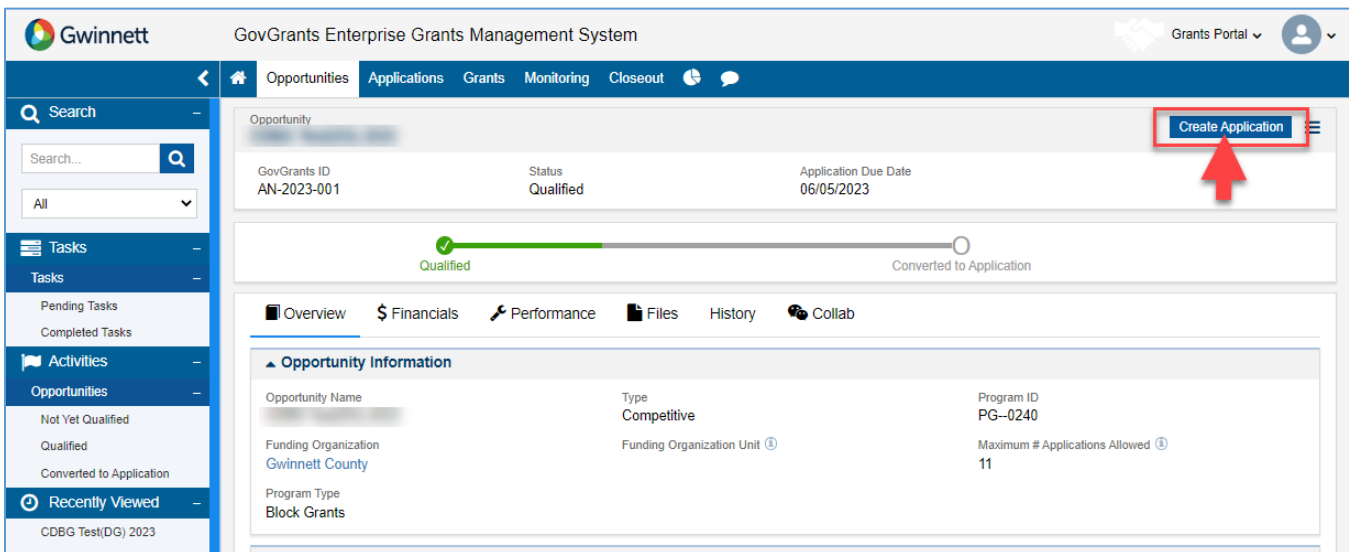 Gwinnett
GovGrants Enterprise Grants Management System
Grants Portal
Opportunities Applications Grants Monitoring Closeout
Search
Search...
All
Tasks
Tasks
Pending Tasks
Completed Tasks
Activities
Opportunities
Not Yet Qualified
Qualified
Converted to Application
Recently Viewed
CDBG Test(DG) 2023
Opportunity
Create Application
GovGrants ID Status Application Due Date
AN-2023-001 Qualified 06/05/2023
Qualified Converted to Application
Overview $ Financials Performance Files History Collab
Opportunity Information
Opportunity Name Type Program ID
Competitive PG--0240
Funding Organization Funding Organization Unit Maximum # Applications Allowed
Gwinnett County 11
Program Type
Block Grants